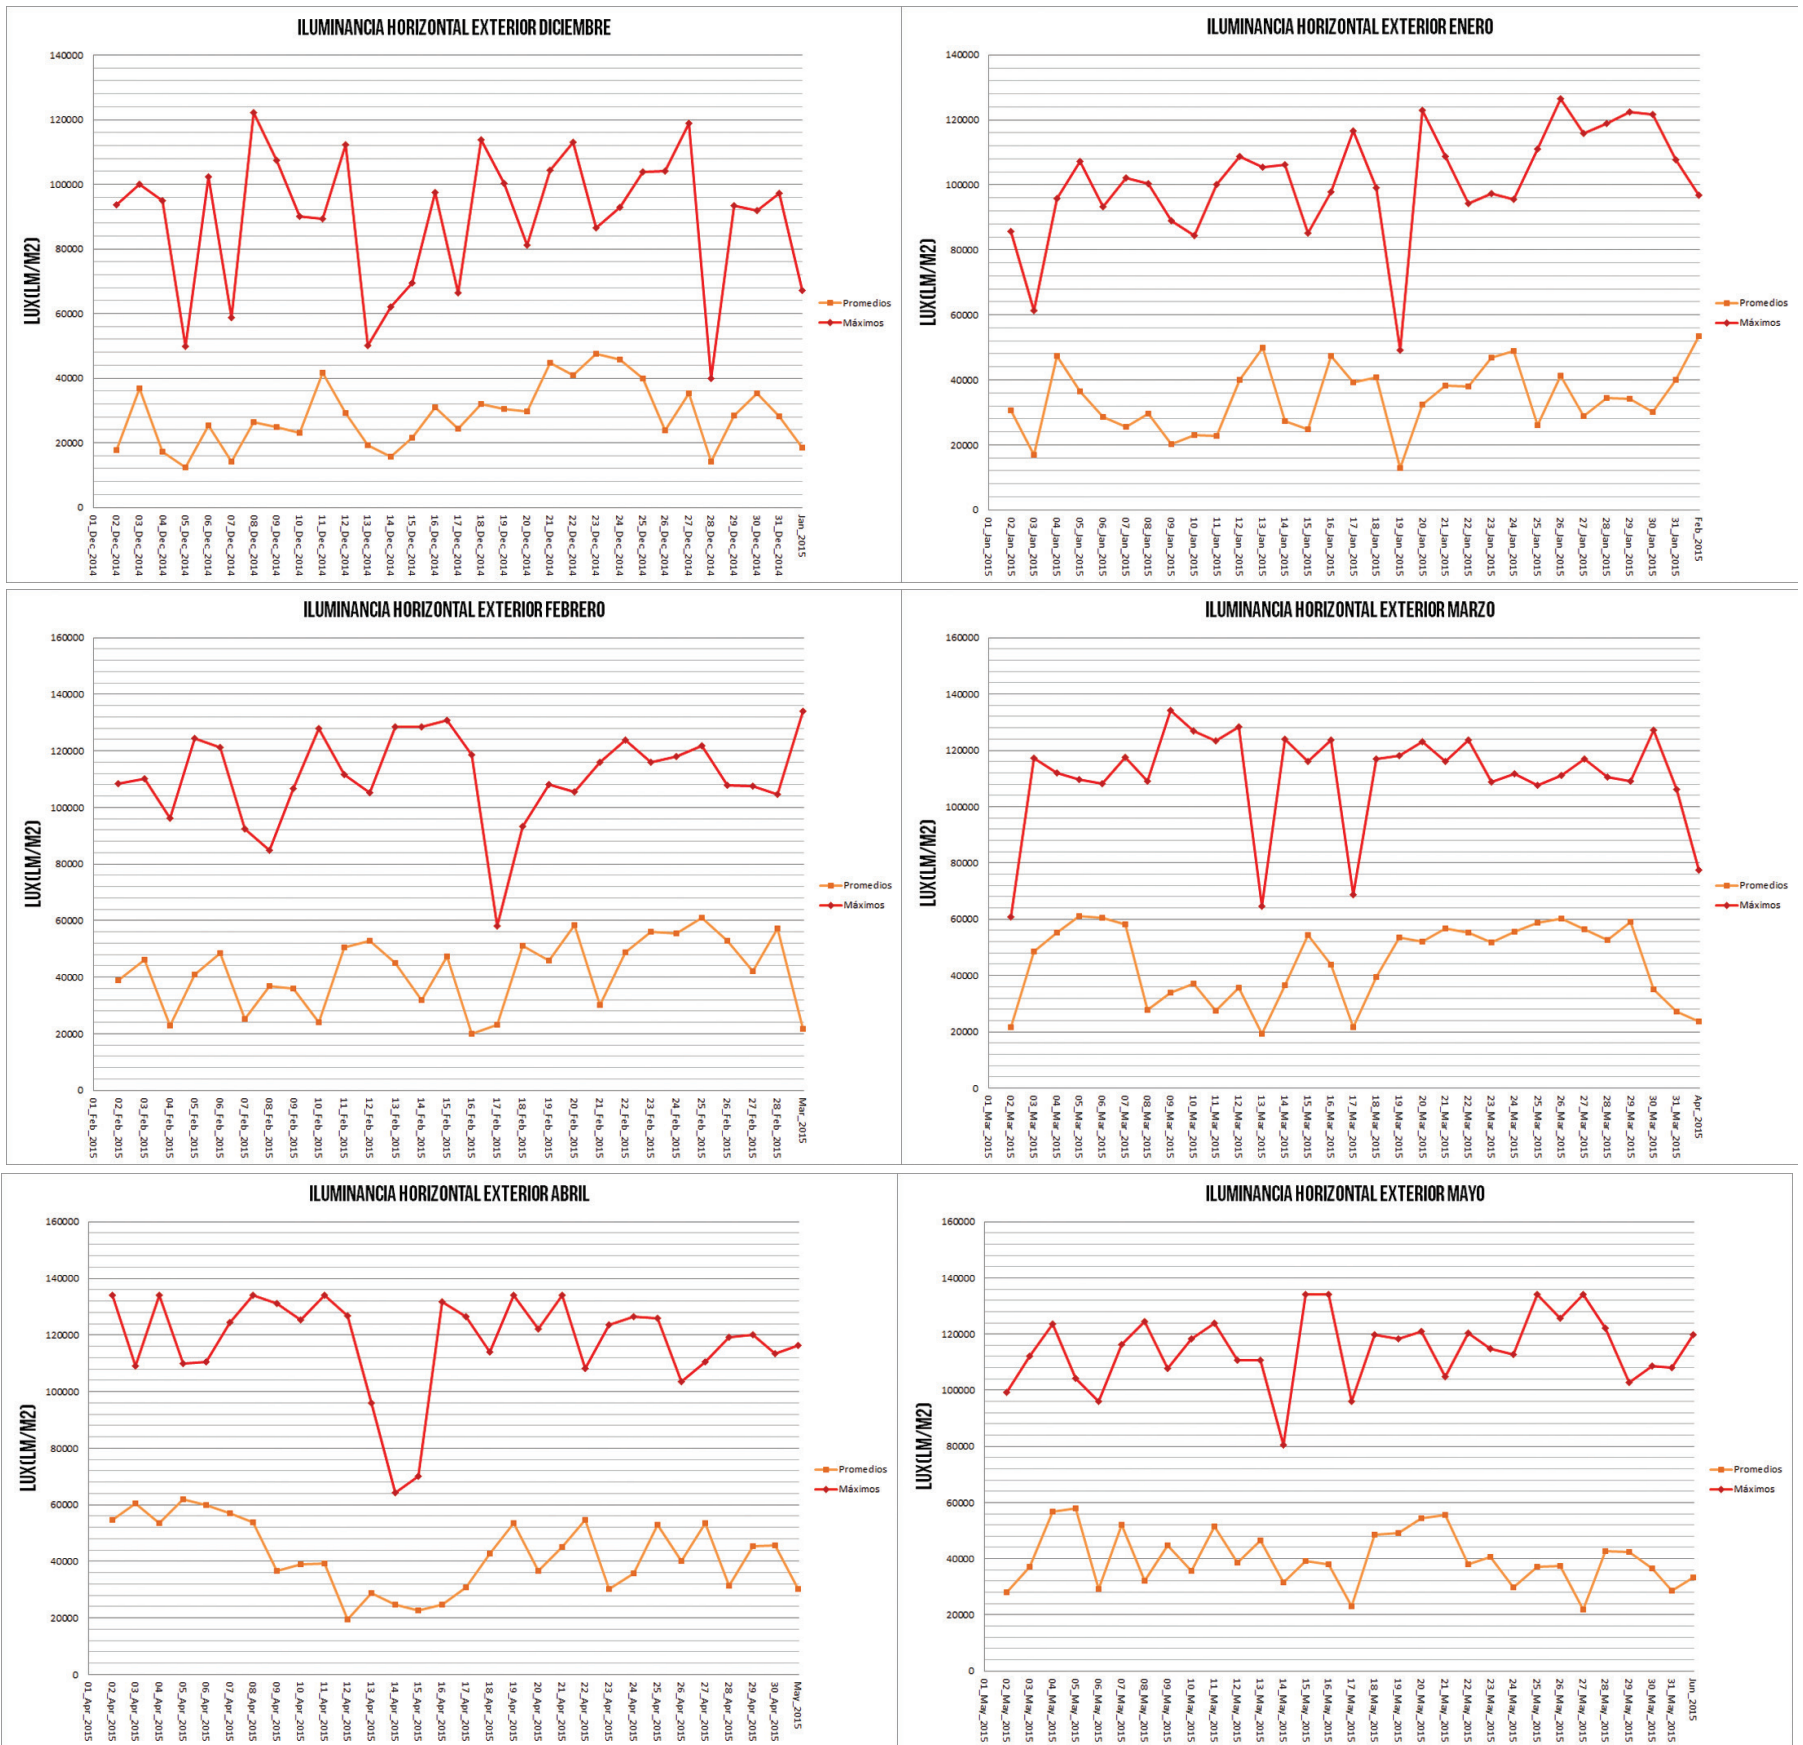 ILUMINANCIA HORIZONTAL EXTERIOR DICIEMBRE
LUX(LM/M2)
140000
120000
100000
80000
60000
40000
20000
0
01_Dec_2014
02_Dec_2014
03_Dec_2014
04_Dec_2014
05_Dec_2014
06_Dec_2014
07_Dec_2014
08_Dec_2014
09_Dec_2014
10_Dec_2014
11_Dec_2014
12_Dec_2014
13_Dec_2014
14_Dec_2014
15_Dec_2014
16_Dec_2014
17_Dec_2014
18_Dec_2014
19_Dec_2014
20_Dec_2014
21_Dec_2014
22_Dec_2014
23_Dec_2014
24_Dec_2014
25_Dec_2014
26_Dec_2014
27_Dec_2014
28_Dec_2014
29_Dec_2014
30_Dec_2014
31_Dec_2014
Jan_2015
Promedios
Máximos
ILUMINANCIA HORIZONTAL EXTERIOR ENERO
LUX(LM/M2)
140000
120000
100000
80000
60000
40000
20000
0
01_Jan_2015
02_Jan_2015
03_Jan_2015
04_Jan_2015
05_Jan_2015
06_Jan_2015
07_Jan_2015
08_Jan_2015
09_Jan_2015
10_Jan_2015
11_Jan_2015
12_Jan_2015
13_Jan_2015
14_Jan_2015
15_Jan_2015
16_Jan_2015
17_Jan_2015
18_Jan_2015
19_Jan_2015
20_Jan_2015
21_Jan_2015
22_Jan_2015
23_Jan_2015
24_Jan_2015
25_Jan_2015
26_Jan_2015
27_Jan_2015
28_Jan_2015
29_Jan_2015
30_Jan_2015
31_Jan_2015
Feb_2015
Promedios
Máximos
ILUMINANCIA HORIZONTAL EXTERIOR FEBRERO
LUX(LM/M2)
160000
140000
120000
100000
80000
60000
40000
20000
0
01_Feb_2015
02_Feb_2015
03_Feb_2015
04_Feb_2015
05_Feb_2015
06_Feb_2015
07_Feb_2015
08_Feb_2015
09_Feb_2015
10_Feb_2015
11_Feb_2015
12_Feb_2015
13_Feb_2015
14_Feb_2015
15_Feb_2015
16_Feb_2015
17_Feb_2015
18_Feb_2015
19_Feb_2015
20_Feb_2015
21_Feb_2015
22_Feb_2015
23_Feb_2015
24_Feb_2015
25_Feb_2015
26_Feb_2015
27_Feb_2015
28_Feb_2015
Mar_2015
Promedios
Máximos
ILUMINANCIA HORIZONTAL EXTERIOR MARZO
LUX(LM/M2)
160000
140000
120000
100000
80000
60000
40000
20000
0
01_Mar_2015
02_Mar_2015
03_Mar_2015
04_Mar_2015
05_Mar_2015
06_Mar_2015
07_Mar_2015
08_Mar_2015
09_Mar_2015
10_Mar_2015
11_Mar_2015
12_Mar_2015
13_Mar_2015
14_Mar_2015
15_Mar_2015
16_Mar_2015
17_Mar_2015
18_Mar_2015
19_Mar_2015
20_Mar_2015
21_Mar_2015
22_Mar_2015
23_Mar_2015
24_Mar_2015
25_Mar_2015
26_Mar_2015
27_Mar_2015
28_Mar_2015
29_Mar_2015
30_Mar_2015
31_Mar_2015
Apr_2015
Promedios
Máximos
ILUMINANCIA HORIZONTAL EXTERIOR ABRIL
LUX(LM/M2)
160000
140000
120000
100000
80000
60000
40000
20000
0
01_Apr_2015
02_Apr_2015
03_Apr_2015
04_Apr_2015
05_Apr_2015
06_Apr_2015
07_Apr_2015
08_Apr_2015
09_Apr_2015
10_Apr_2015
11_Apr_2015
12_Apr_2015
13_Apr_2015
14_Apr_2015
15_Apr_2015
16_Apr_2015
17_Apr_2015
18_Apr_2015
19_Apr_2015
20_Apr_2015
21_Apr_2015
22_Apr_2015
23_Apr_2015
24_Apr_2015
25_Apr_2015
26_Apr_2015
27_Apr_2015
28_Apr_2015
29_Apr_2015
30_Apr_2015
May_2015
Promedios
Máximos
ILUMINANCIA HORIZONTAL EXTERIOR MAYO
LUX(LM/M2)
160000
140000
120000
100000
80000
60000
40000
20000
0
01_May_2015
02_May_2015
03_May_2015
04_May_2015
05_May_2015
06_May_2015
07_May_2015
08_May_2015
09_May_2015
10_May_2015
11_May_2015
12_May_2015
13_May_2015
14_May_2015
15_May_2015
16_May_2015
17_May_2015
18_May_2015
19_May_2015
20_May_2015
21_May_2015
22_May_2015
23_May_2015
24_May_2015
25_May_2015
26_May_2015
27_May_2015
28_May_2015
29_May_2015
30_May_2015
31_May_2015
Jun_2015
Promedios
Máximos